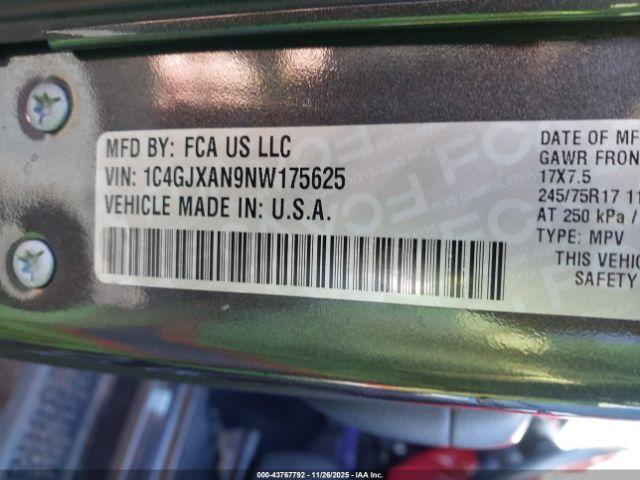 MFD BY: FCA US LLC
VIN: 1C4GJXAN9NW175625
VEHICLE MADE IN: U.S.A.
DATE OF MF
GAWR FRON
17X7.5
245/75R17 11
AT 250 kPa /
TYPE: MPV
THIS VEHIC
SAFETY
000-43767792 - 11/26/2025 - IAA Inc.